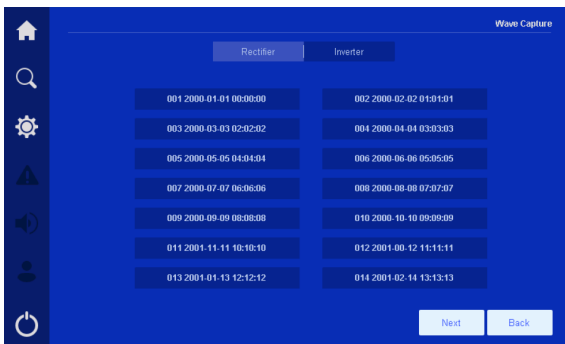 Wave Capture
Rectifier Inverter
001 2000-01-01 00:00:00 002 2000-02-02 01:01:01
003 2000-03-03 02:02:02 004 2000-04-04 03:03:03
005 2000-05-05 04:04:04 006 2000-06-06 05:05:05
007 2000-07-07 06:06:06 008 2000-08-08 07:07:07
009 2000-09-09 08:08:08 010 2000-10-10 09:09:09
011 2001-11-11 10:10:10 012 2001-00-12 11:11:11
013 2001-01-13 12:12:12 014 2001-02-14 13:13:13
Next Back